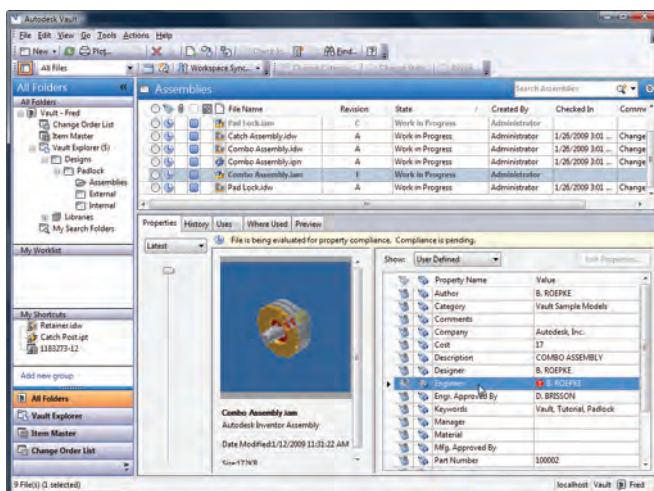 Autodesk Vault
File Edit View Go Tools Actions Help
New Plot... Find...
All Files Workspace Sync...
All Folders
Assemblies
Search Assemblies
All Folders
Vault - Fred
Change Order List
Item Master
Vault Explorer (5)
Designs
Padlock
Assemblies
External
Internal
Libraries
My Search Folders
File Name Revision State Created By Checked In Comme
Pad Lock.iam C Work in Progress Administrator
Catch Assembly.idw A Work in Progress Administrator 1/26/2009 3:01 ... Change
Combo Assembly.idw A Work in Progress Administrator 1/26/2009 3:01 ... Change
Combo Assembly.ipn A Work in Progress Administrator 1/26/2009 3:01 ... Change
Combo Assembly.iam Work in Progress Administrator
Pad Lock.idw A Work in Progress Administrator 1/26/2009 3:01 ... Change
Properties History Uses Where Used Preview
Latest
File is being evaluated for property compliance. Compliance is pending.
My Worklist
My Shortcuts
Retainer.idw
Catch Post.ipt
1183273-12
Add new group
All Folders
Vault Explorer
Item Master
Change Order List
Combo Assembly.iam
Autodesk Inventor Assembly
Date Modified:1/12/2009 11:31:22 AM
Size:172KB
Show: User Defined Edit Properties...
Property Name Value
Author B. ROEPKE
Category Vault Sample Models
Comments
Company Autodesk, Inc.
Cost 17
Description COMBO ASSEMBLY
Designer B. ROEPKE
Engineer B. ROEPKE
Engr. Approved By D. BRISSON
Keywords Vault, Tutorial, Padlock
Manager
Material
Mfg. Approved By
Part Number 100002
9 File(s) (1 selected)
localhost Vault Fred